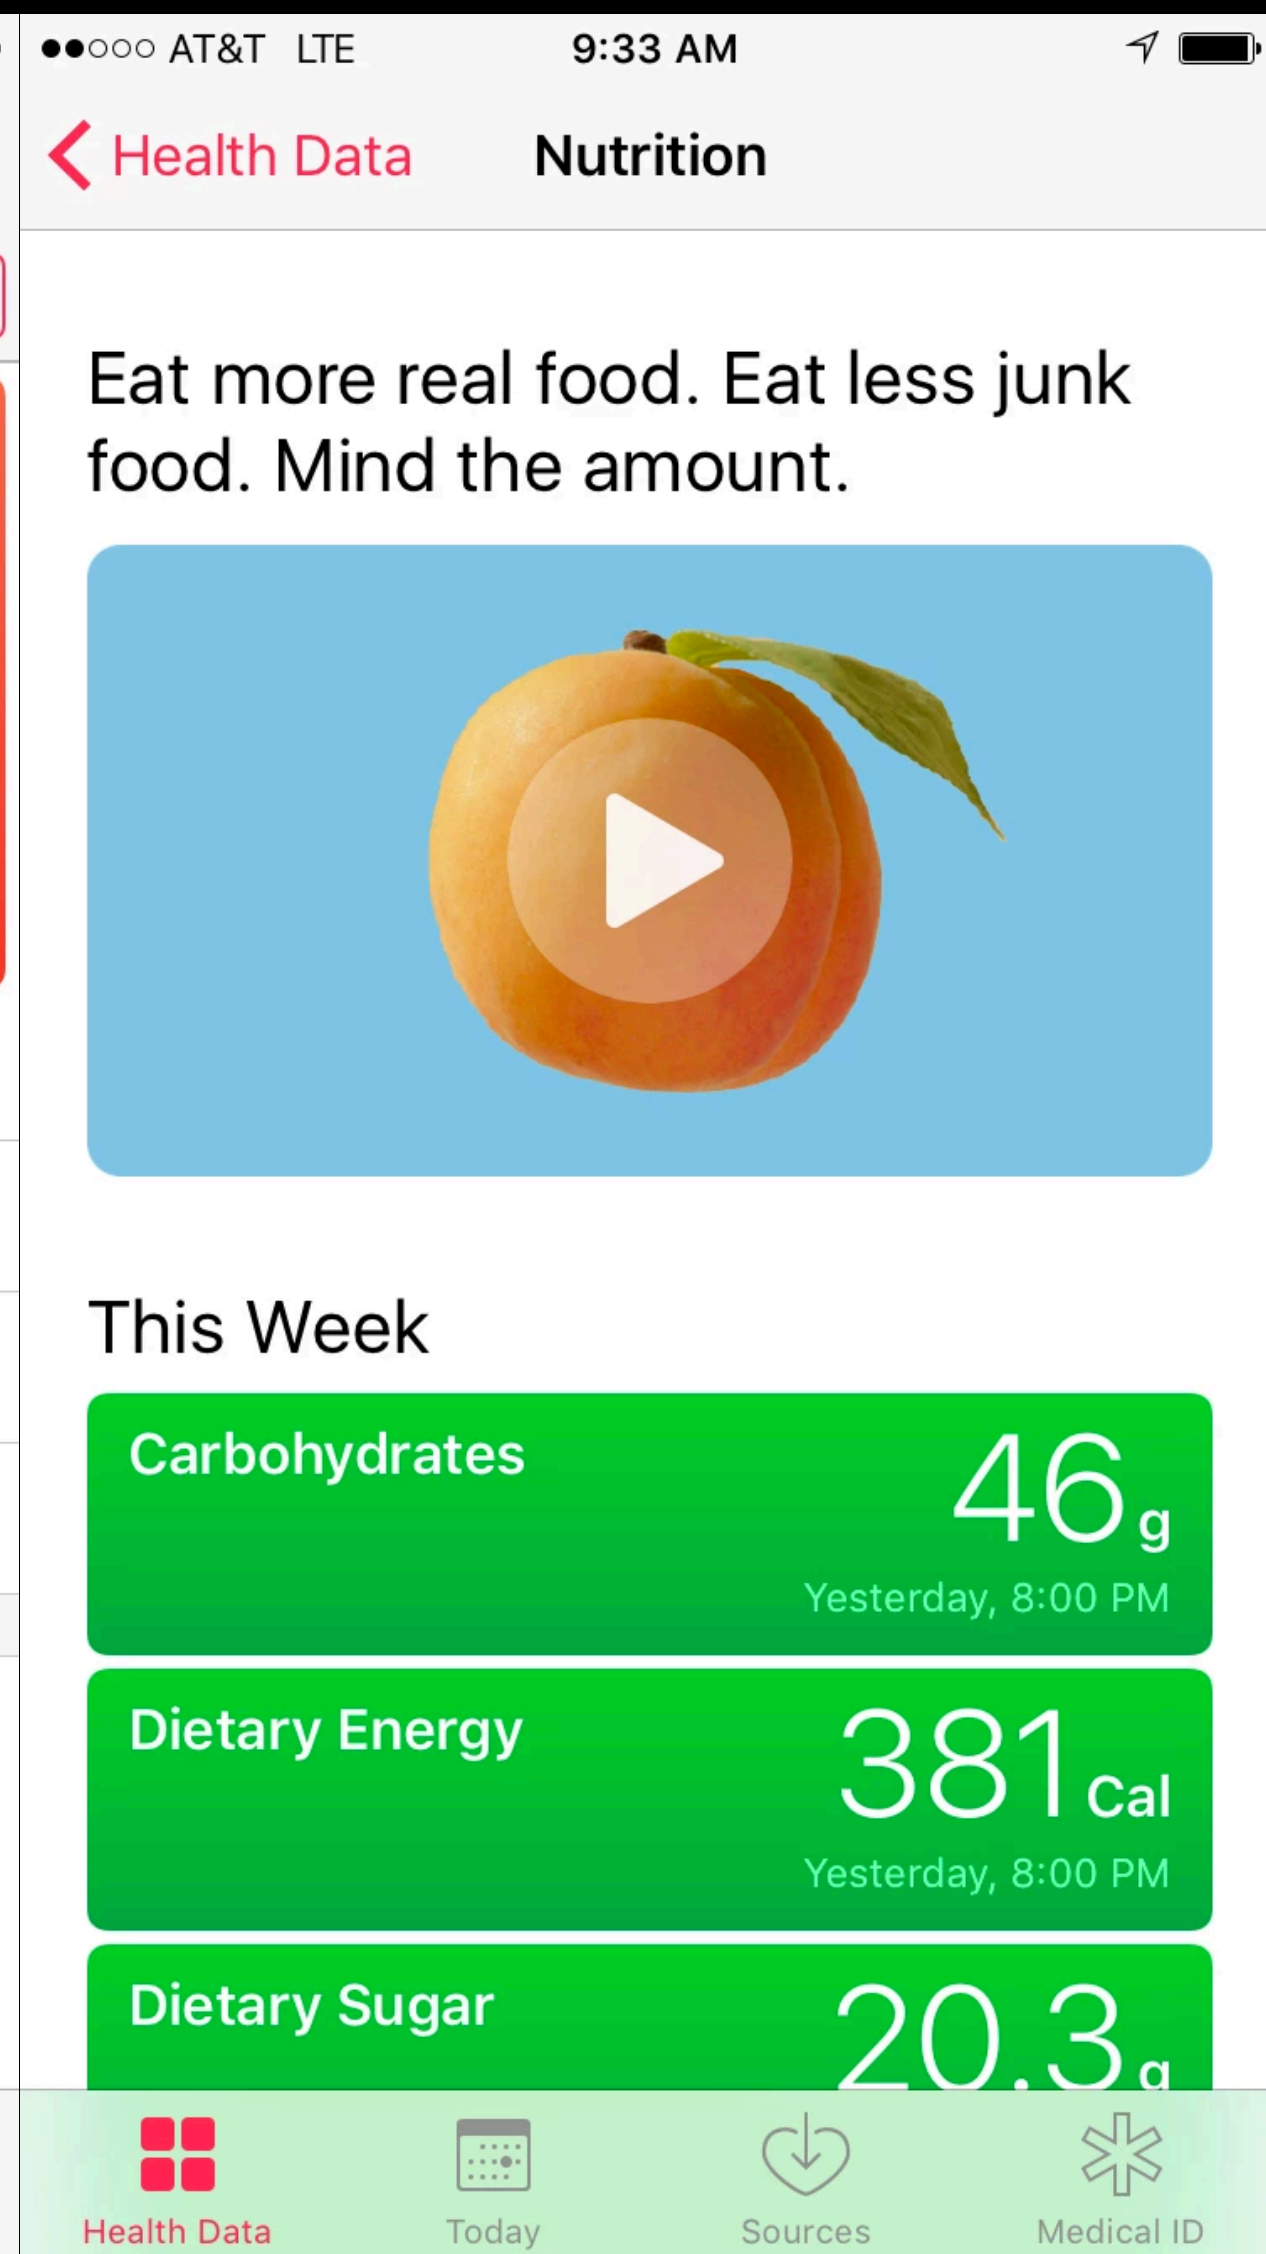 AT&T LTE 9:33 AM
Health Data Nutrition
Eat more real food. Eat less junk
food. Mind the amount.
This Week
Carbohydrates 46 g
Yesterday, 8:00 PM
Dietary Energy 381 Cal
Yesterday, 8:00 PM
Dietary Sugar 20.3 g
Health Data Today Sources Medical ID